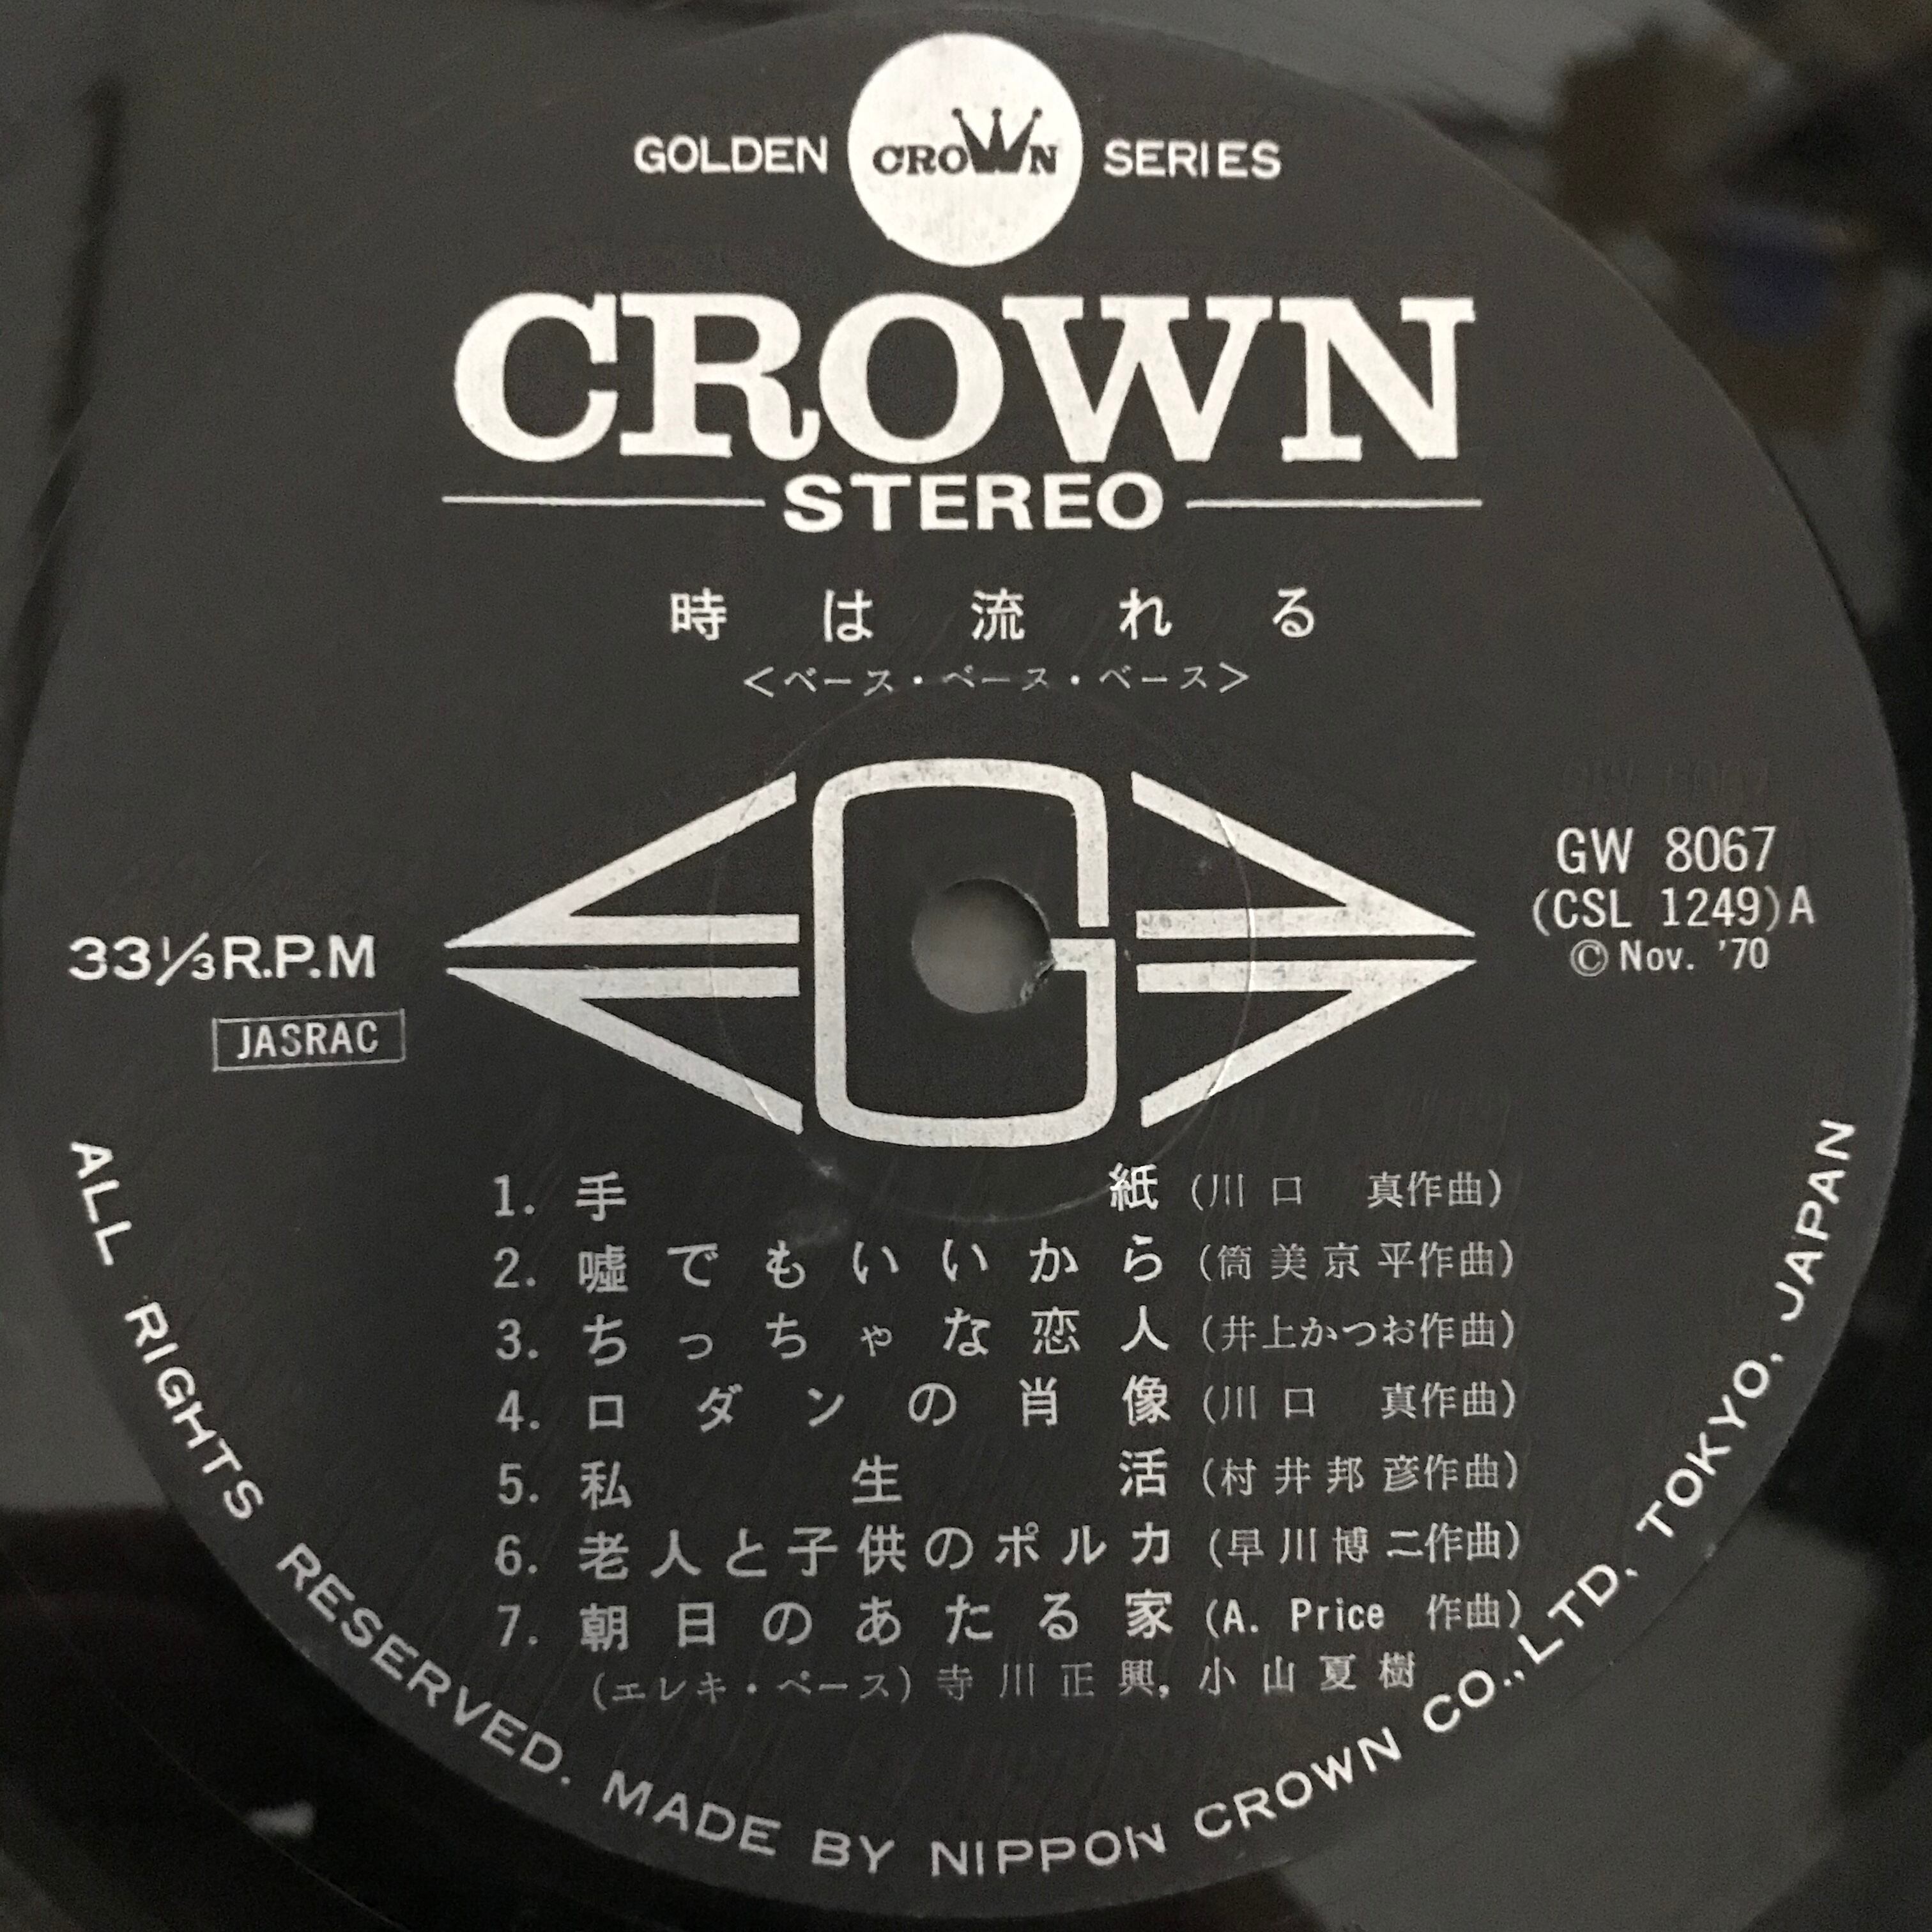 GOLDEN CROWN SERIES
CROWN
STEREO
時は流れる
<ベース・ベース・ベース>
G
GW 8067
(CSL 1249)A
© Nov. '70
33⅓R.P.M
JASRAC
1. 手紙 (川口 真作曲)
2. 嘘でもいいから (筒美京平作曲)
3. ちっちゃな恋人 (井上かつお作曲)
4. ロダンの肖像 (川口 真作曲)
5. 私生活 (村井邦彦作曲)
6. 老人と子供のポルカ (早川博二作曲)
7. 朝日のあたる家 (A. Price 作曲)
(エレキ・ベース) 寺川正興, 小山夏樹
ALL RIGHTS RESERVED. MADE BY NIPPON CROWN CO.,LTD, TOKYO, JAPAN